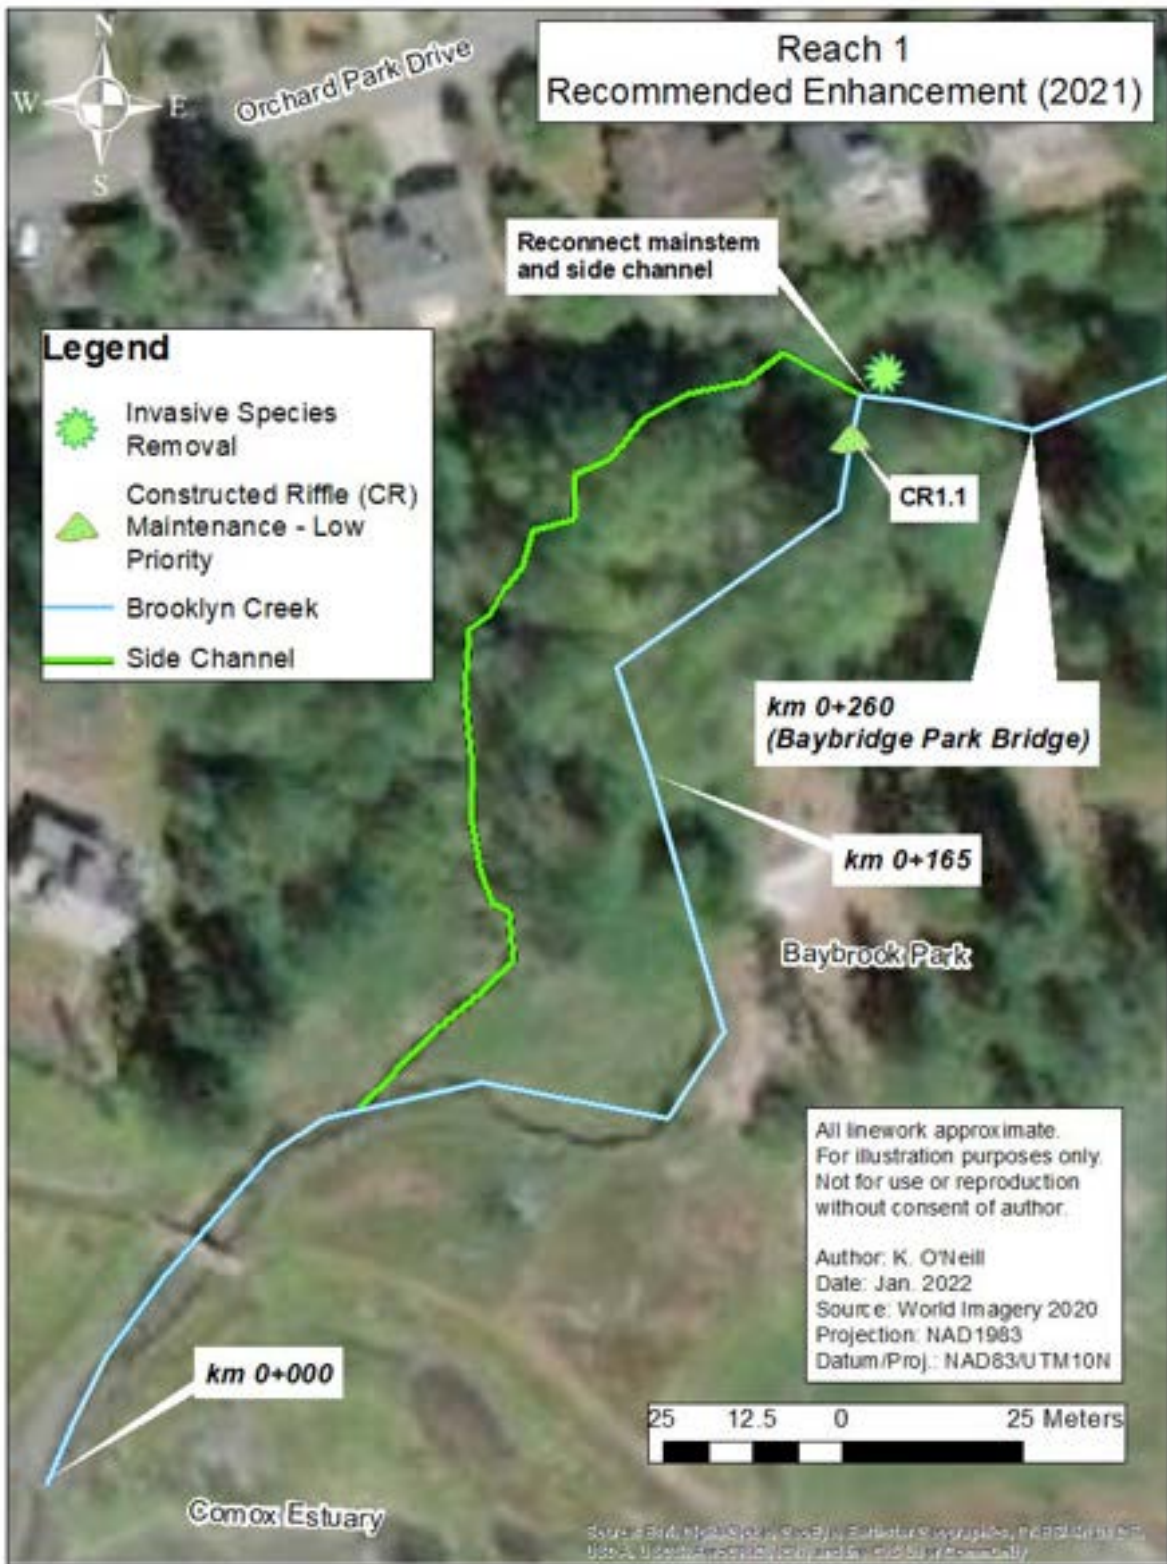 N
W
E
S
Orchard Park Drive
Reach 1
Recommended Enhancement (2021)
Reconnect mainstem
and side channel
Legend
Invasive Species
Removal
Constructed Riffle (CR)
Maintenance - Low
Priority
Brooklyn Creek
Side Channel
CR1.1
km 0+260
(Baybridge Park Bridge)
km 0+165
Baybrook Park
All linework approximate.
For illustration purposes only.
Not for use or reproduction
without consent of author.
Author: K. O'Neill
Date: Jan. 2022
Source: World Imagery 2020
Projection: NAD1983
Datum/Proj.: NAD83/UTM10N
km 0+000
25 12.5 0 25 Meters
Comox Estuary